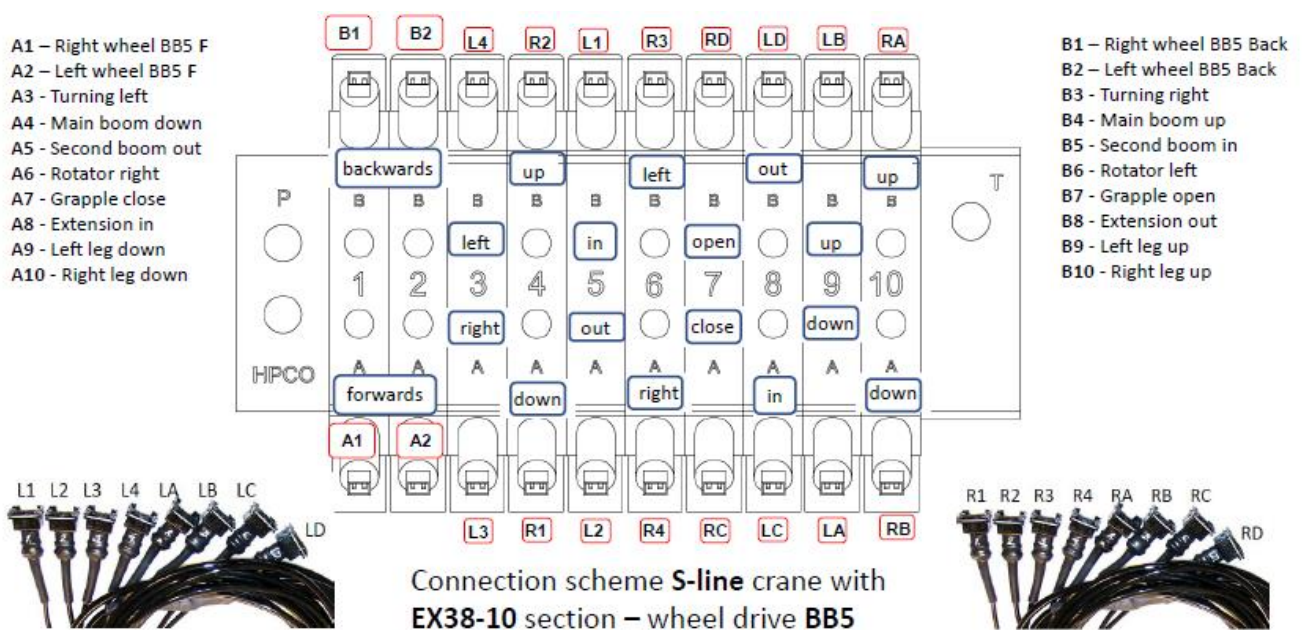 A1 – Right wheel BB5 F
A2 – Left wheel BB5 F
A3 - Turning left
A4 - Main boom down
A5 - Second boom out
A6 - Rotator right
A7 - Grapple close
A8 - Extension in
A9 - Left leg down
A10 - Right leg down
B1 B2 L4 R2 L1 R3 RD LD LB RA
B1 – Right wheel BB5 Back
B2 – Left wheel BB5 Back
B3 - Turning right
B4 - Main boom up
B5 - Second boom in
B6 - Rotator left
B7 - Grapple open
B8 - Extension out
B9 - Left leg up
B10 - Right leg up
backwards up left out up
P B B B B B B B B B B T
left in open up
1 2 3 4 5 6 7 8 9 10
right out close down
HPCO A A A A A A A A A A
forwards down right in down
A1 A2
L3 R1 L2 R4 RC LC LA RB
L1 L2 L3 L4 LA LB LC LD
R1 R2 R3 R4 RA RB RC RD
Connection scheme S-line crane with
EX38-10 section – wheel drive BB5